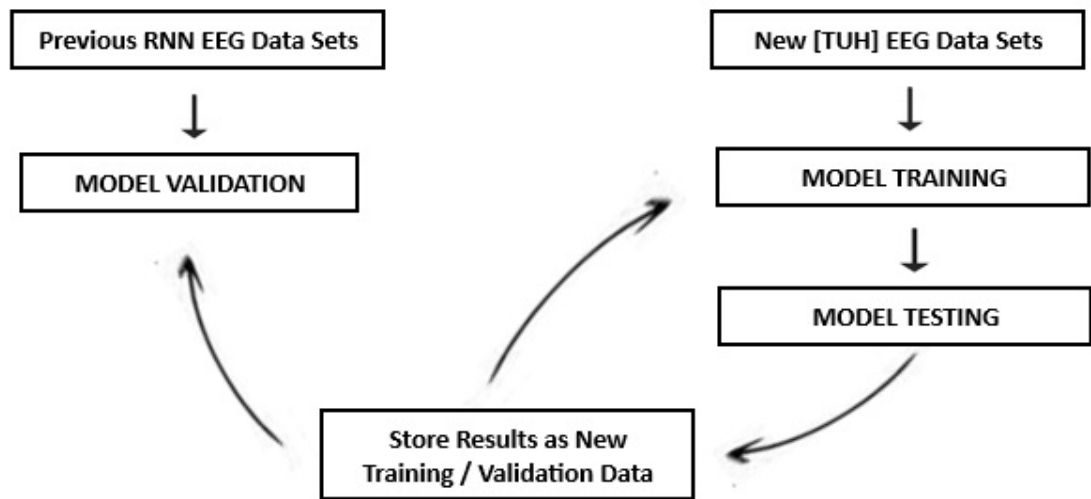 Previous RNN EEG Data Sets
New [TUH] EEG Data Sets
MODEL VALIDATION
MODEL TRAINING
MODEL TESTING
Store Results as New
Training / Validation Data